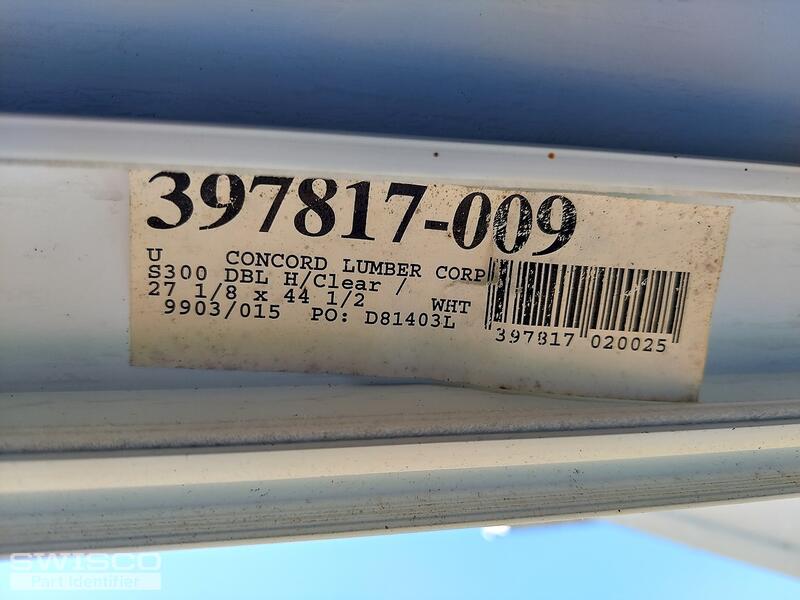 397817-009
U CONCORD LUMBER CORP
S300 DBL H/Clear /
27 1/8 x 44 1/2 WHT
9903/015 PO: D81403L
397817 020025
SWISCO
Part Identifier